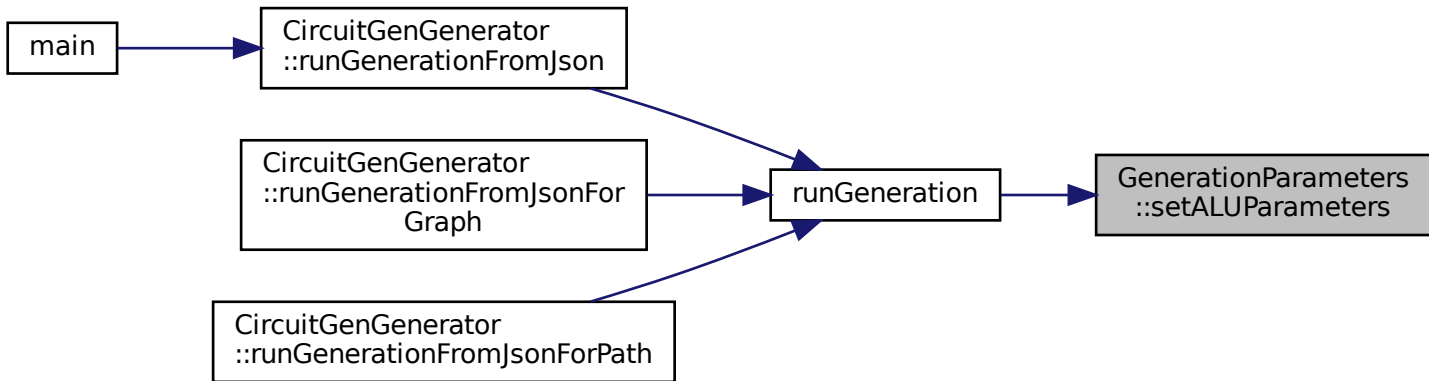 main
CircuitGenGenerator
::runGenerationFromJson
CircuitGenGenerator
::runGenerationFromJsonFor
Graph
CircuitGenGenerator
::runGenerationFromJsonForPath
runGeneration
GenerationParameters
::setALUParameters